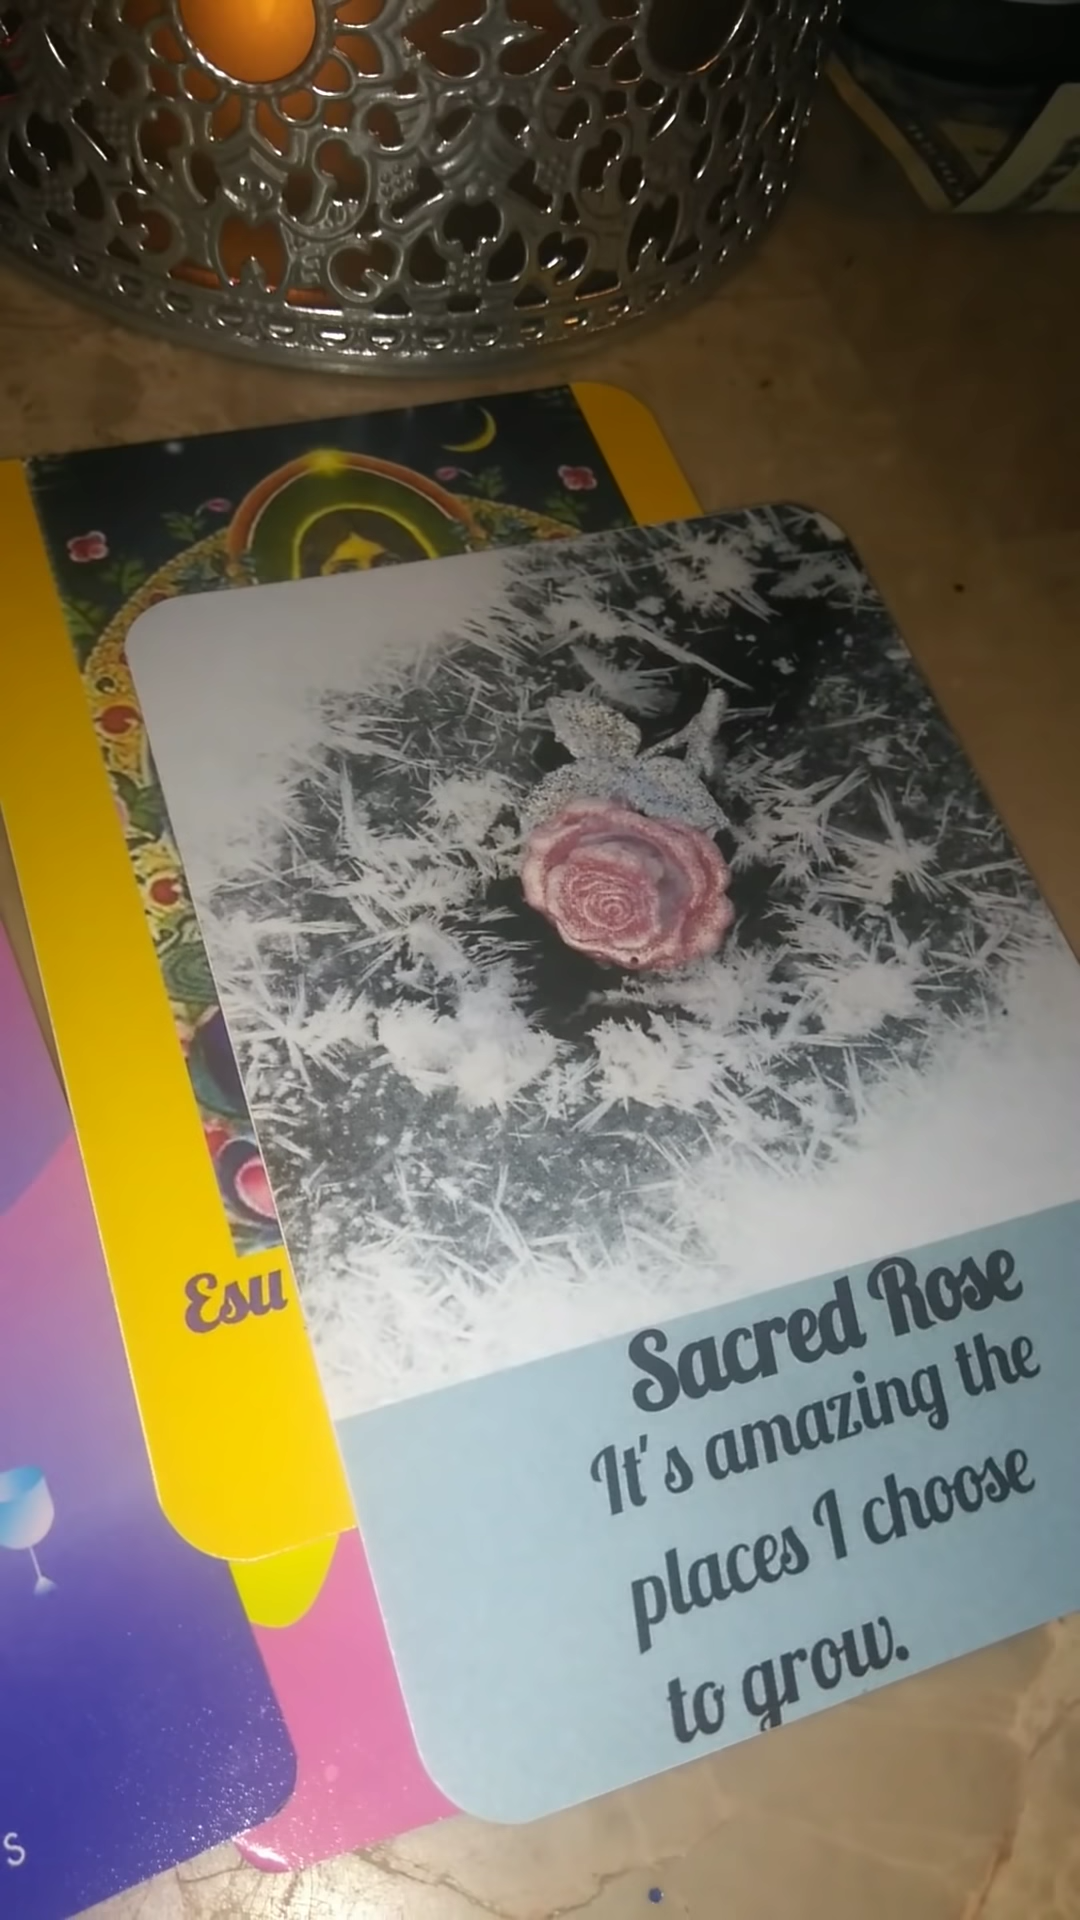 Esu
Sacred Rose
It's amazing the
places I choose
to grow.
s